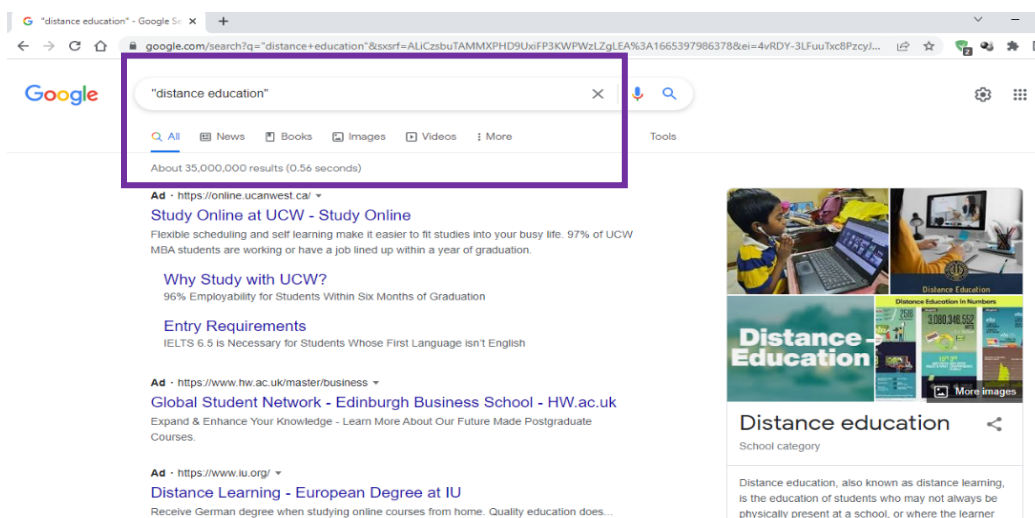 "distance education" - Google Se
google.com/search?q="distance+education"&sxsrf=ALiCzsbuTAMMXPHD9UxiFP3KWPWzLZgLEA%3A1665397986378&ei=4vRDY-3LFuuTxc8PzcyJ...
2
Google
"distance education"
All News Books Images Videos More Tools
About 35,000,000 results (0.56 seconds)
Ad · https://online.ucanwest.ca/
Study Online at UCW - Study Online
Flexible scheduling and self learning make it easier to fit studies into your busy life. 97% of UCW
MBA students are working or have a job lined up within a year of graduation.
Why Study with UCW?
96% Employability for Students Within Six Months of Graduation
Entry Requirements
IELTS 6.5 is Necessary for Students Whose First Language isn't English
Ad · https://www.hw.ac.uk/master/business
Global Student Network - Edinburgh Business School - HW.ac.uk
Expand & Enhance Your Knowledge - Learn More About Our Future Made Postgraduate
Courses.
Ad · https://www.iu.org/
Distance Learning - European Degree at IU
Receive German degree when studying online courses from home. Quality education does...
Distance Education
Distance
Education
Distance Education in Numbers
2516
3,080,346,552
More images
Distance education
School category
Distance education, also known as distance learning,
is the education of students who may not always be
physically present at a school, or where the learner